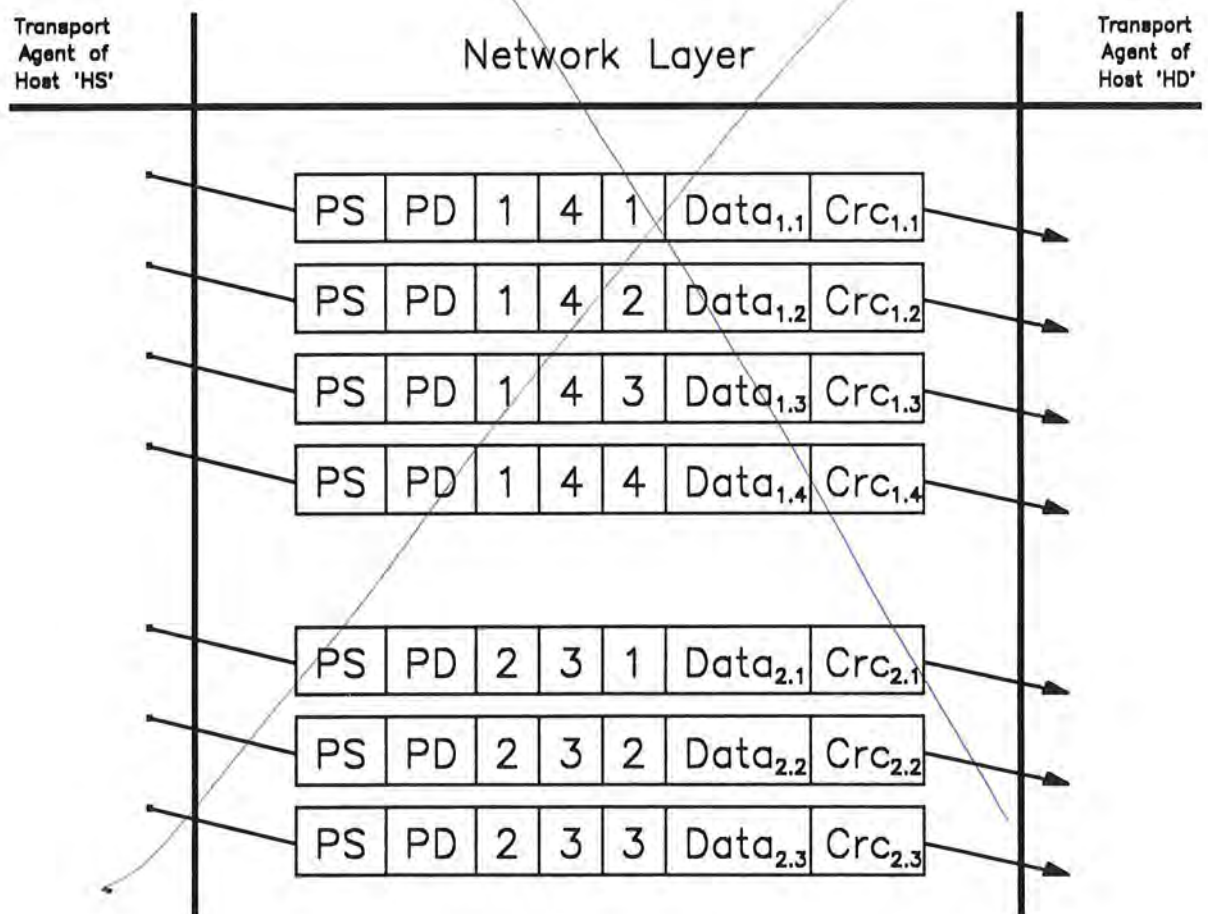 Transport
Agent of
Host 'HS'
Network Layer
Transport
Agent of
Host 'HD'
PS PD 1 4 1 Data1.1 Crc1.1
PS PD 1 4 2 Data1.2 Crc1.2
PS PD 1 4 3 Data1.3 Crc1.3
PS PD 1 4 4 Data1.4 Crc1.4
PS PD 2 3 1 Data2.1 Crc2.1
PS PD 2 3 2 Data2.2 Crc2.2
PS PD 2 3 3 Data2.3 Crc2.3